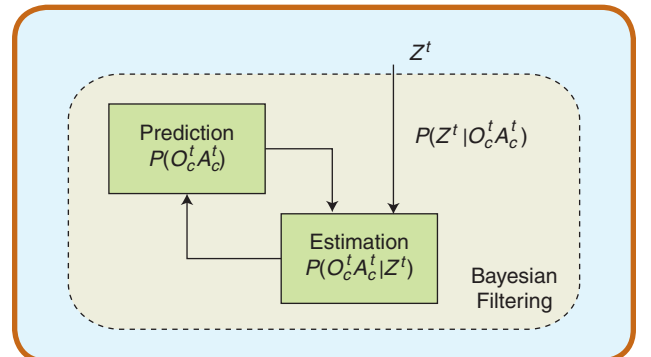 Z^t
Prediction
P(O_c^t A_c^t)
P(Z^t |O_c^t A_c^t)
Estimation
P(O_c^t A_c^t|Z^t)
Bayesian
Filtering